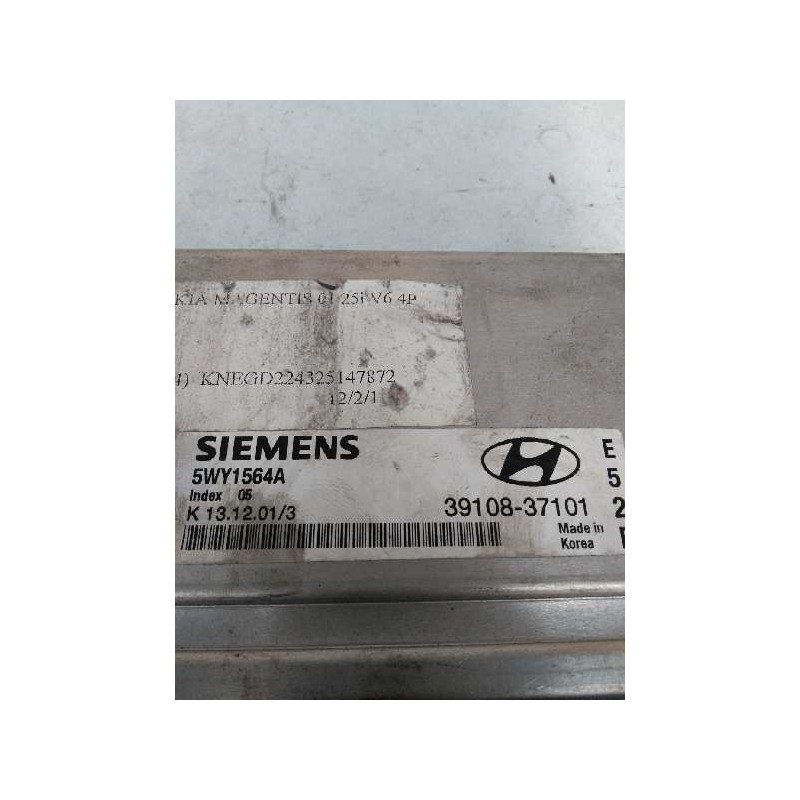 KIA MAGENTIS 01 25I V6 4P
KNEGD224325147872
12/2/1
SIEMENS
5WY1564A
Index 05
K 13.12.01/3
39108-37101
Made in
Korea
E
5
2